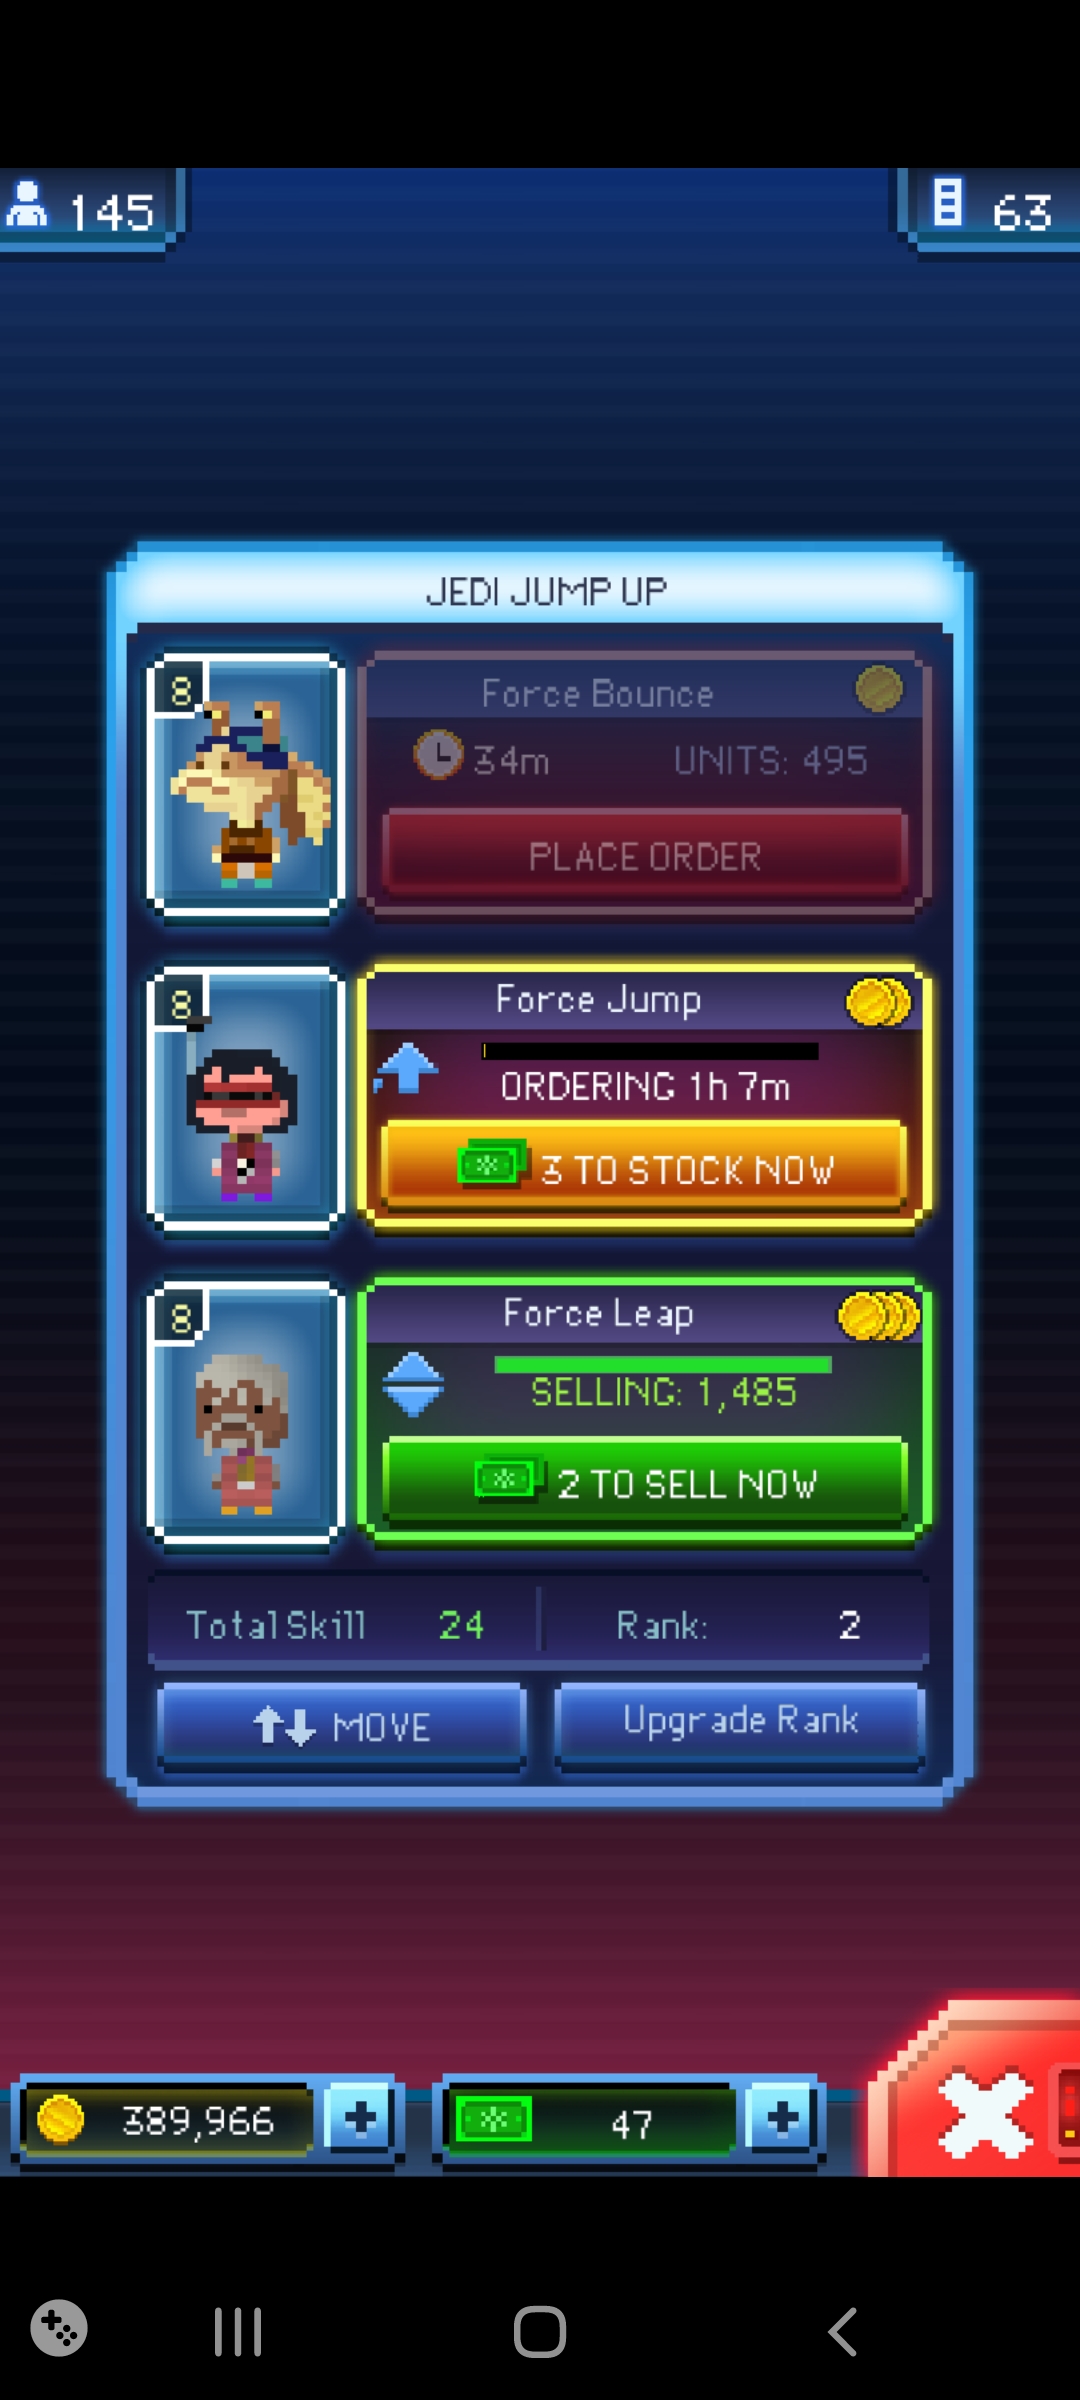 145
63
JEDI JUMP UP
8
Force Bounce
34m
UNITS: 495
PLACE ORDER
8
Force Jump
ORDERING 1h 7m
3 TO STOCK NOW
8
Force Leap
SELLING: 1,485
2 TO SELL NOW
Total Skill 24
Rank: 2
MOVE
Upgrade Rank
389,966
47